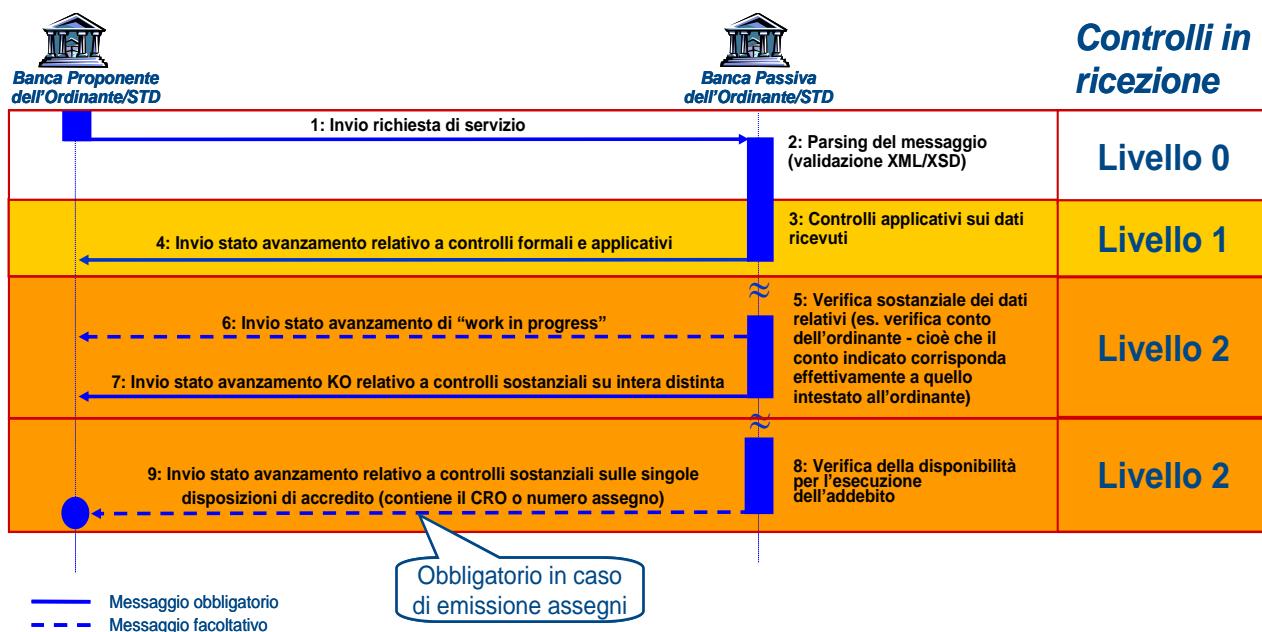 Banca Proponente
dell'Ordinante/STD
Banca Passiva
dell'Ordinante/STD
Controlli in
ricezione
1: Invio richiesta di servizio
2: Parsing del messaggio
(validazione XML/XSD)
Livello 0
3: Controlli applicativi sui dati
ricevuti
4: Invio stato avanzamento relativo a controlli formali e applicativi
Livello 1
5: Verifica sostanziale dei dati
relativi (es. verifica conto
dell'ordinante - cioè che il
conto indicato corrisponda
effettivamente a quello
intestato all'ordinante)
6: Invio stato avanzamento di “work in progress”
7: Invio stato avanzamento KO relativo a controlli sostanziali su intera distinta
Livello 2
8: Verifica della disponibilità
per l'esecuzione
dell'addebito
9: Invio stato avanzamento relativo a controlli sostanziali sulle singole
disposizioni di accredito (contiene il CRO o numero assegno)
Livello 2
Obbligatorio in caso
di emissione assegni
Messaggio obbligatorio
Messaggio facoltativo